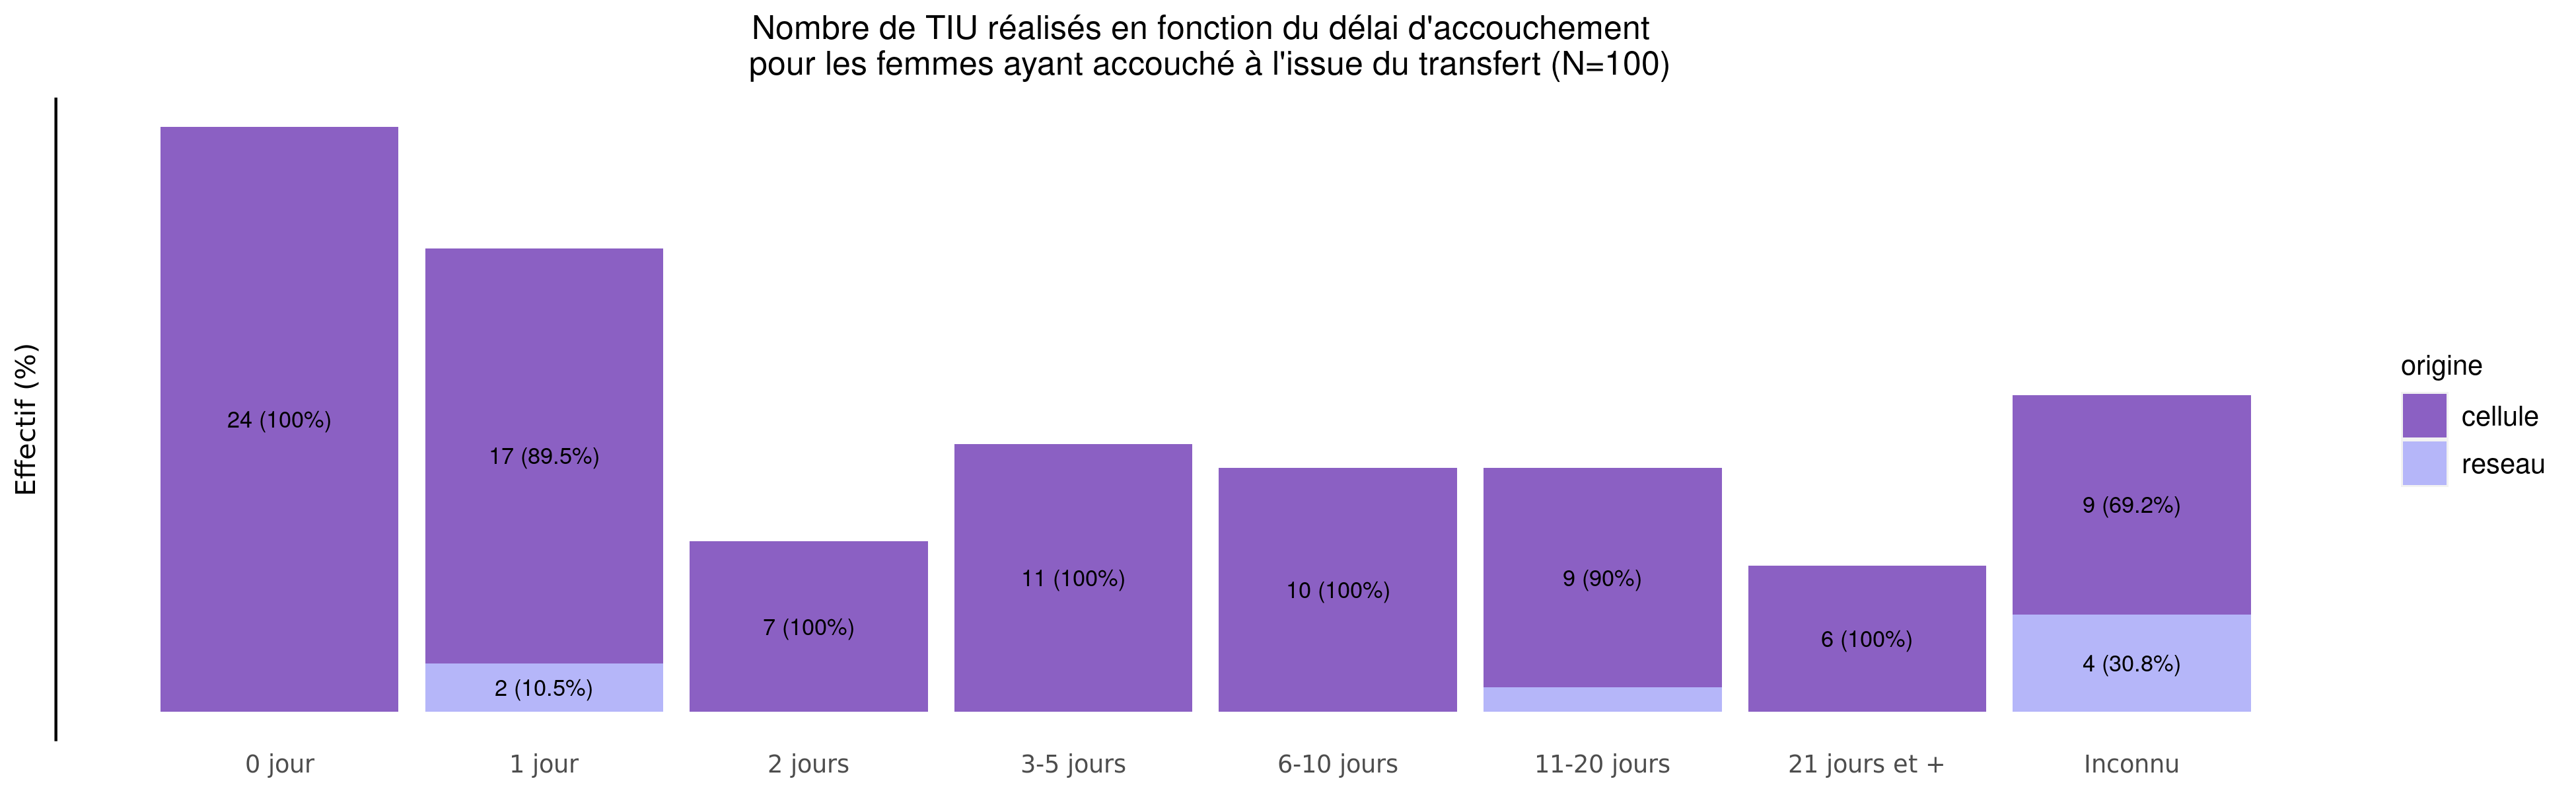 Nombre de TIU réalisés en fonction du délai d'accouchement
pour les femmes ayant accouché à l'issue du transfert (N=100)
Effectif (%)
24 (100%)
17 (89.5%)
2 (10.5%)
7 (100%)
11 (100%)
10 (100%)
9 (90%)
6 (100%)
9 (69.2%)
4 (30.8%)
0 jour
1 jour
2 jours
3-5 jours
6-10 jours
11-20 jours
21 jours et +
Inconnu
origine
cellule
reseau